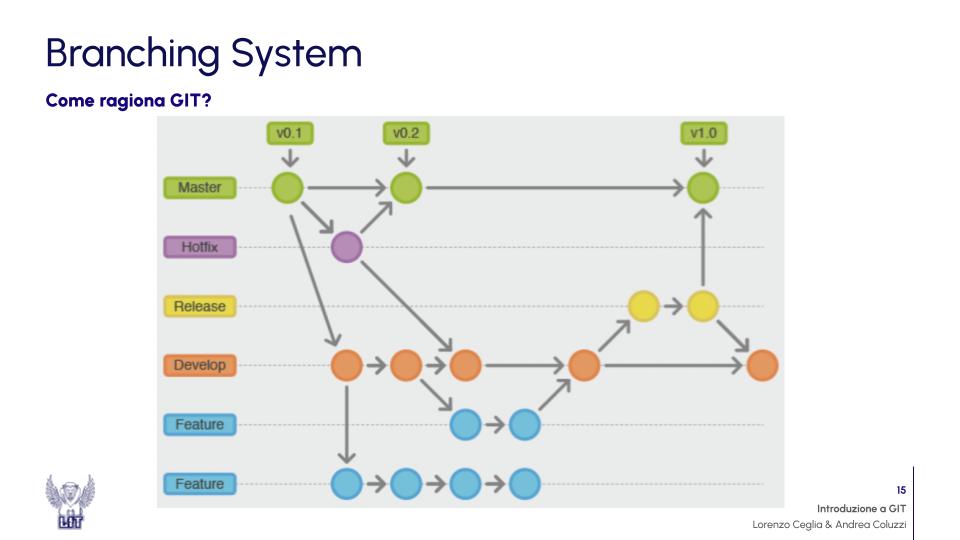 Branching System
Come ragiona GIT?
v0.1
v0.2
v1.0
Master
Hotfix
Release
Develop
Feature
Feature
LIT
15
Introduzione a GIT
Lorenzo Ceglia & Andrea Coluzzi